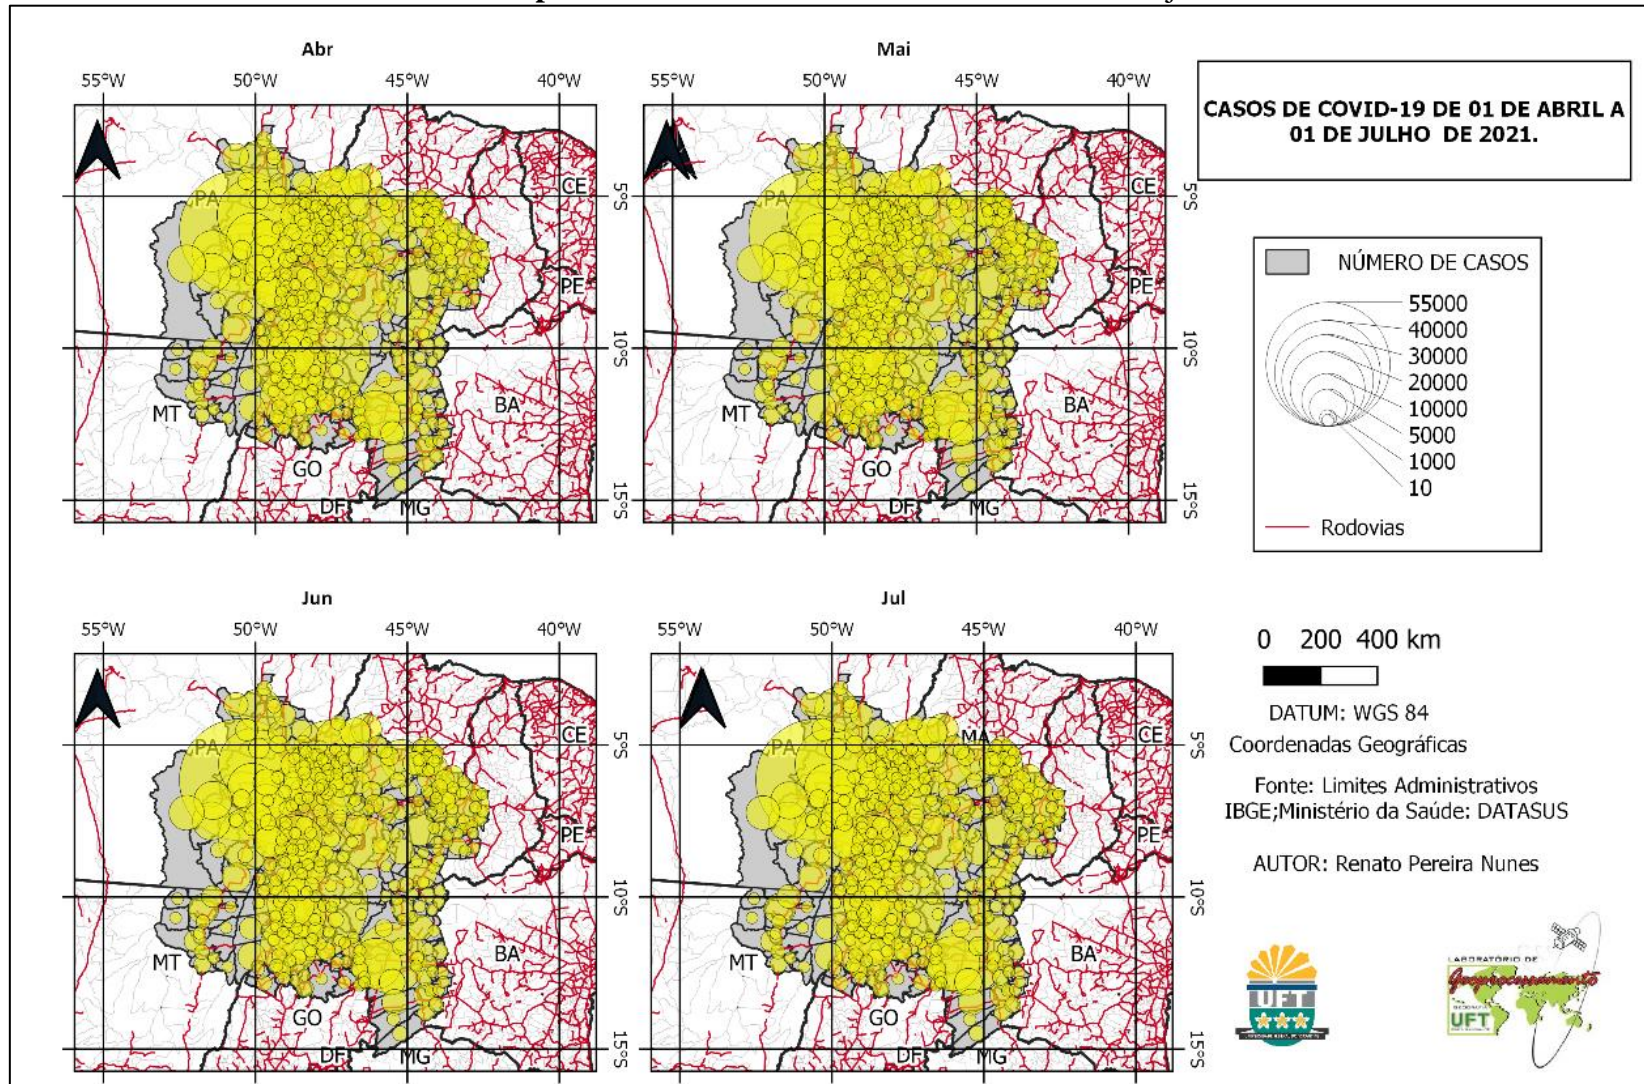 Abr
55°W 50°W 45°W 40°W
PA
CE
PE
MT
BA
GO
DF
MG
5°S
10°S
15°S
Mai
50°W 45°W 40°W
PA
CE
PE
MT
BA
GO
DF
MG
5°S
10°S
15°S
CASOS DE COVID-19 DE 01 DE ABRIL A
01 DE JULHO DE 2021.
NÚMERO DE CASOS
55000
40000
30000
20000
10000
5000
1000
10
Rodovias
Jun
55°W 50°W 45°W 40°W
PA
CE
PE
MT
BA
GO
DF
MG
5°S
10°S
15°S
Jul
55°W 50°W 45°W 40°W
PA
MA
CE
PE
MT
BA
GO
DF
MG
5°S
10°S
15°S
0 200 400 km
DATUM: WGS 84
Coordenadas Geográficas
Fonte: Limites Administrativos
IBGE;Ministério da Saúde: DATASUS
AUTOR: Renato Pereira Nunes
UFT
LABORATÓRIO DE
Geoprocessamento
UFT